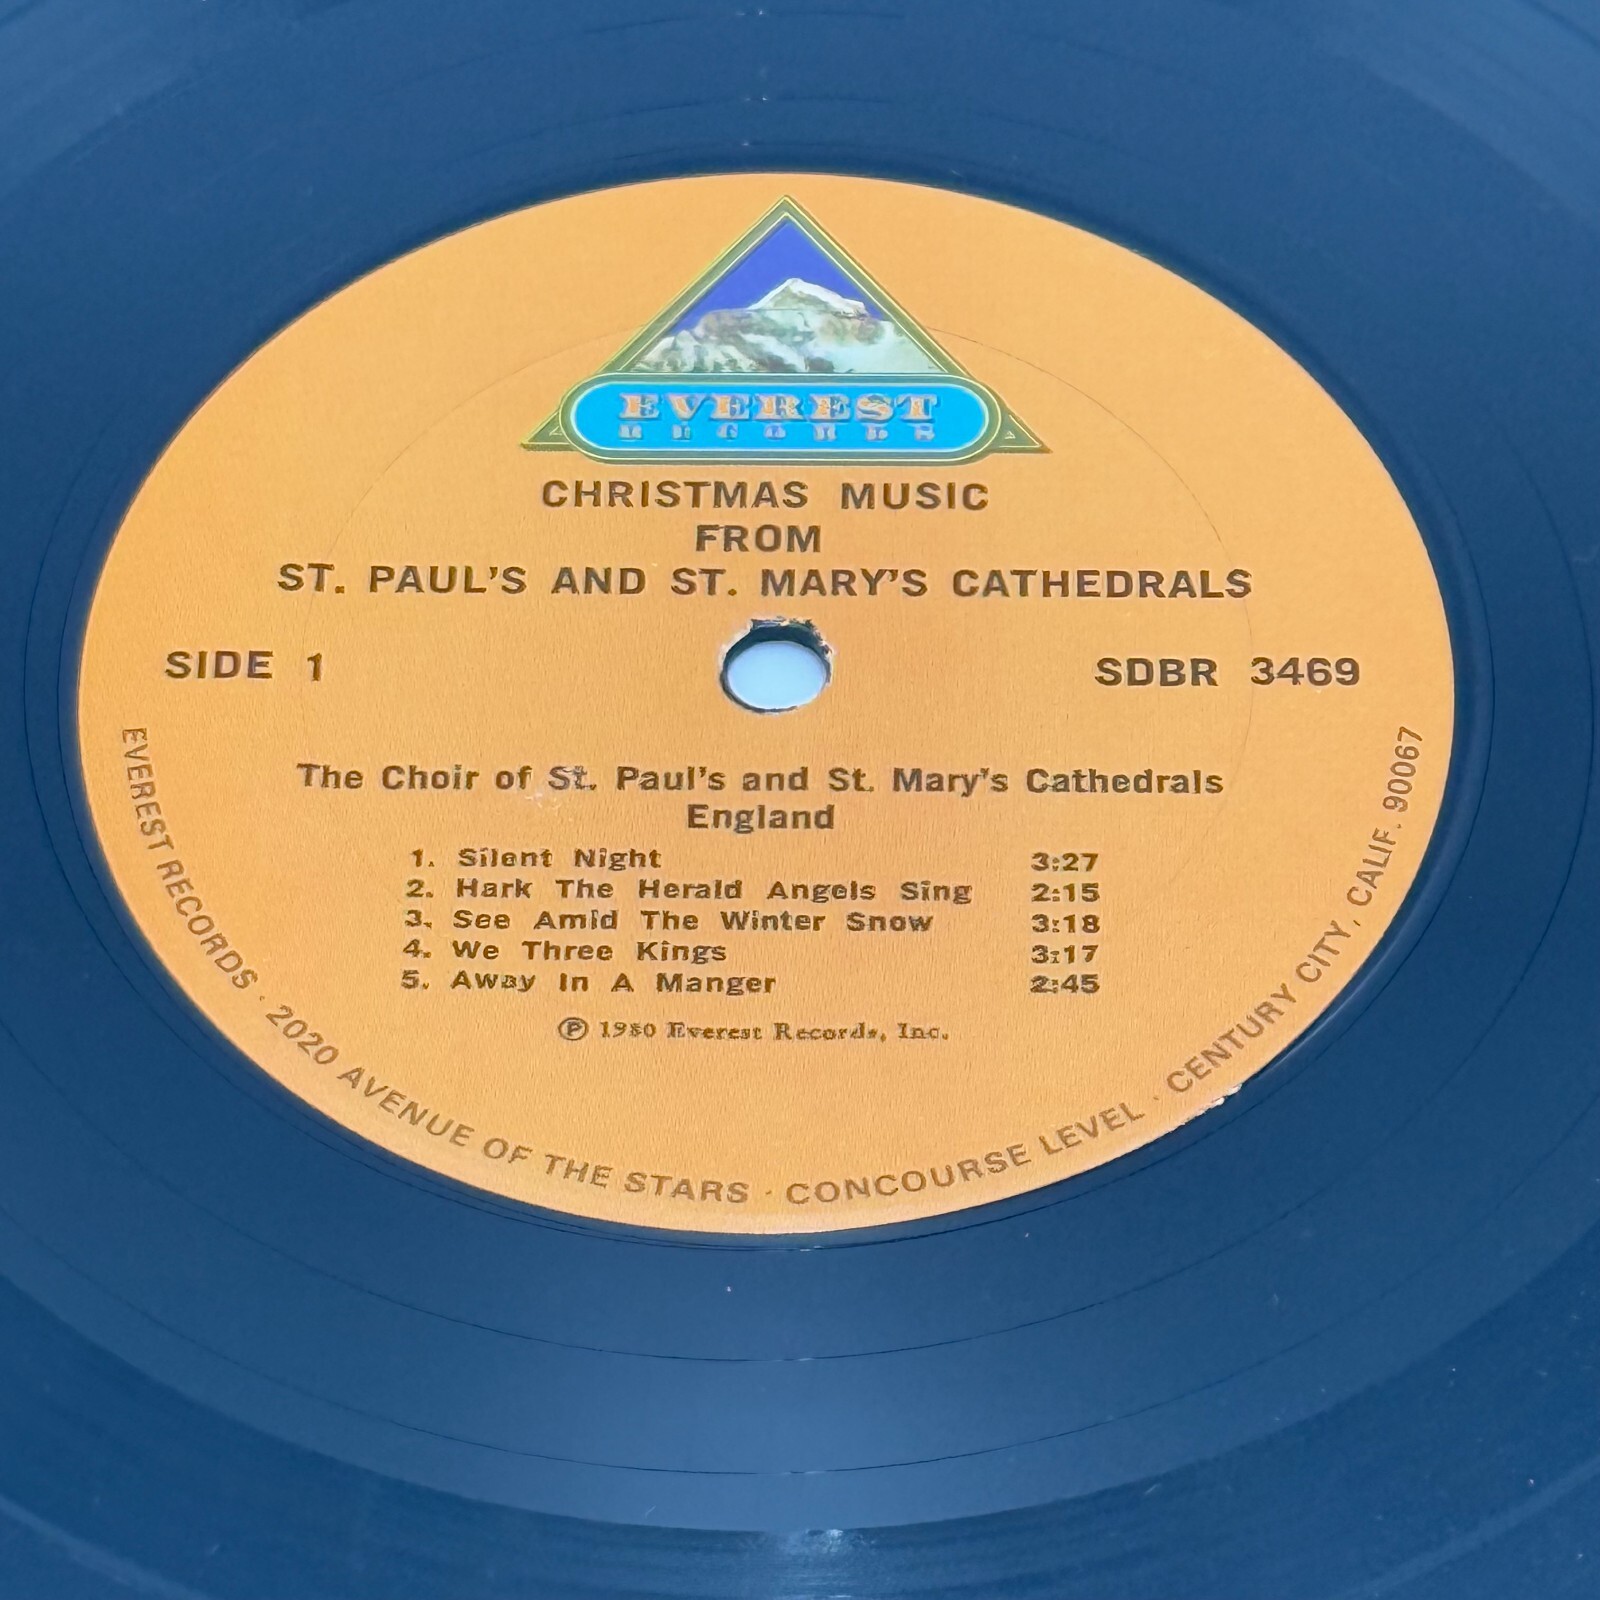 EVEREST
RECORDS
CHRISTMAS MUSIC
FROM
ST. PAUL'S AND ST. MARY'S CATHEDRALS
SIDE 1
SDBR 3469
The Choir of St. Paul's and St. Mary's Cathedrals
England
1. Silent Night 3:27
2. Hark The Herald Angels Sing 2:15
3. See Amid The Winter Snow 3:18
4. We Three Kings 3:17
5. Away In A Manger 2:45
Ⓟ 1980 Everest Records, Inc.
EVEREST RECORDS · 2020 AVENUE OF THE STARS · CONCOURSE LEVEL · CENTURY CITY, CALIF. 90067